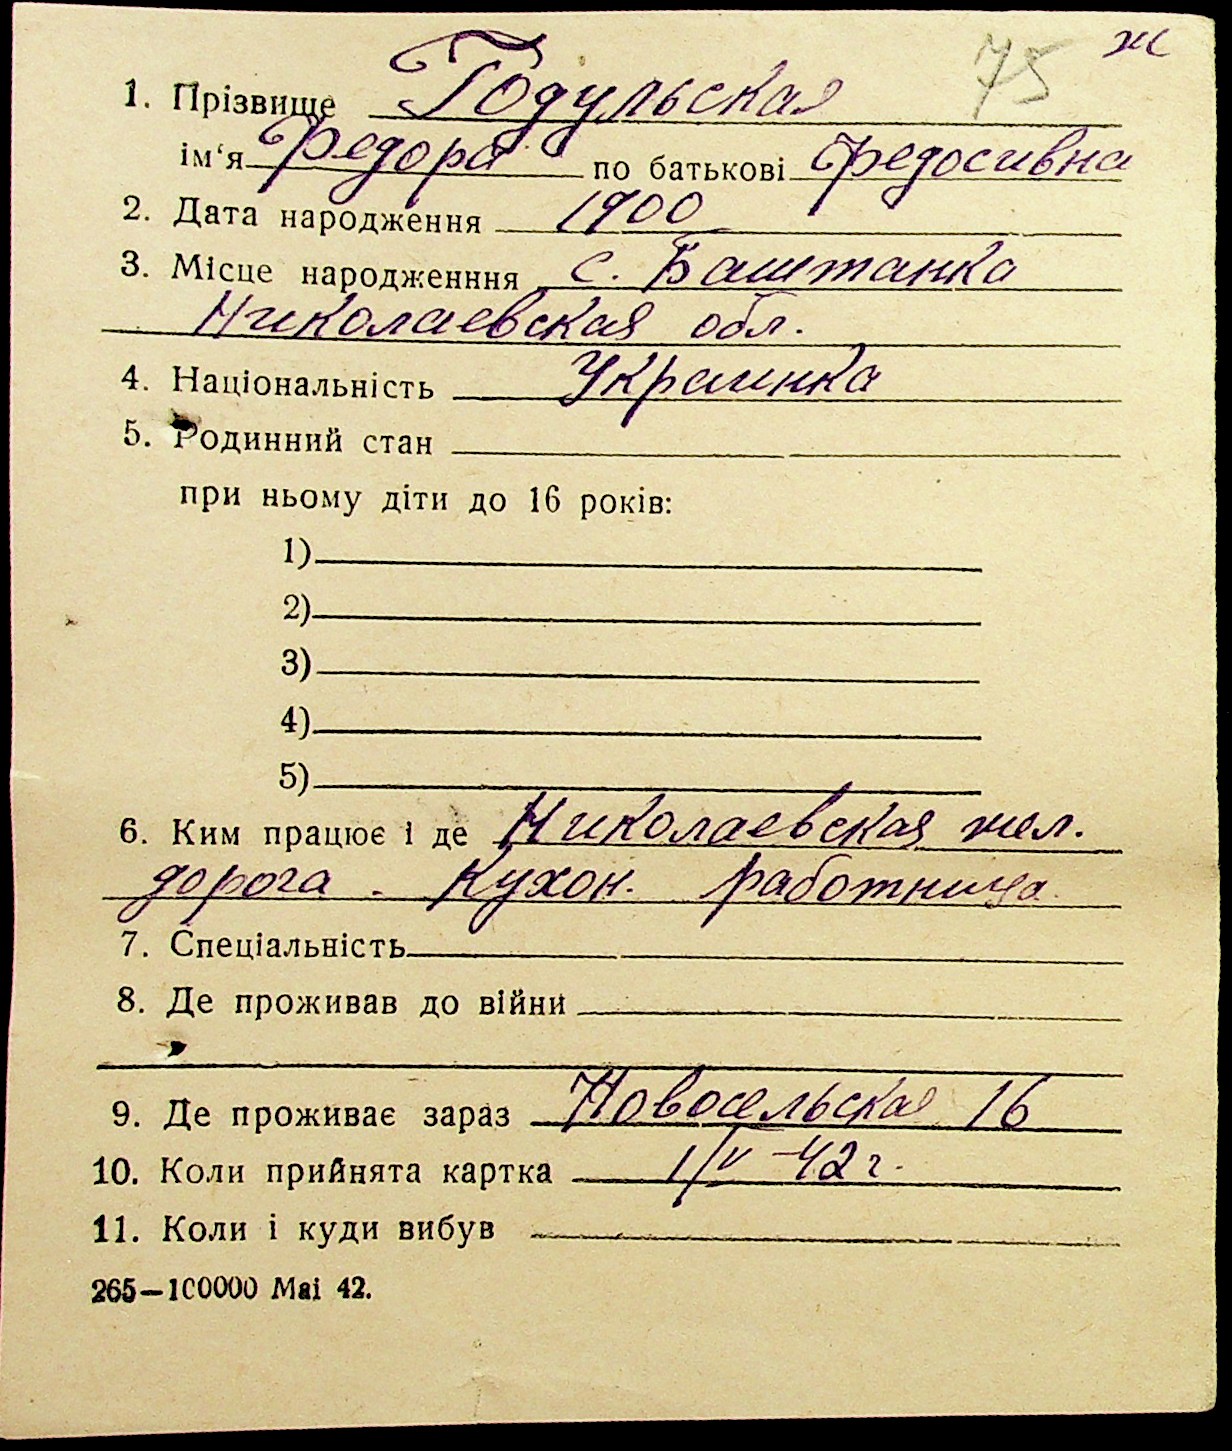 75 ж
1. Прізвище Годульская
ім‘я Федора по батькові Федосивна
2. Дата народження 1900
3. Місце народженння с. Баштанка
Николаевская обл.
4. Національність Украинка
5. Родинний стан
при ньому діти до 16 років:
1)
2)
3)
4)
5)
6. Ким працює і де Николаевская жел.
дорога - Кухон. работница
7. Спеціальність
8. Де проживав до війни
9. Де проживає зараз Новосельская 16
10. Коли прийнята картка 1/V-42 г.
11. Коли і куди вибув
265—100000 Mai 42.